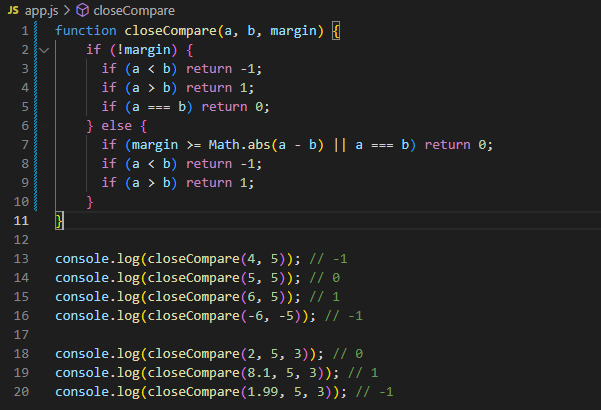 JS app.js > closeCompare
1 function closeCompare(a, b, margin) {
2 if (!margin) {
3 if (a < b) return -1;
4 if (a > b) return 1;
5 if (a === b) return 0;
6 } else {
7 if (margin >= Math.abs(a - b) || a === b) return 0;
8 if (a < b) return -1;
9 if (a > b) return 1;
10 }
11 }
12
13 console.log(closeCompare(4, 5)); // -1
14 console.log(closeCompare(5, 5)); // 0
15 console.log(closeCompare(6, 5)); // 1
16 console.log(closeCompare(-6, -5)); // -1
17
18 console.log(closeCompare(2, 5, 3)); // 0
19 console.log(closeCompare(8.1, 5, 3)); // 1
20 console.log(closeCompare(1.99, 5, 3)); // -1